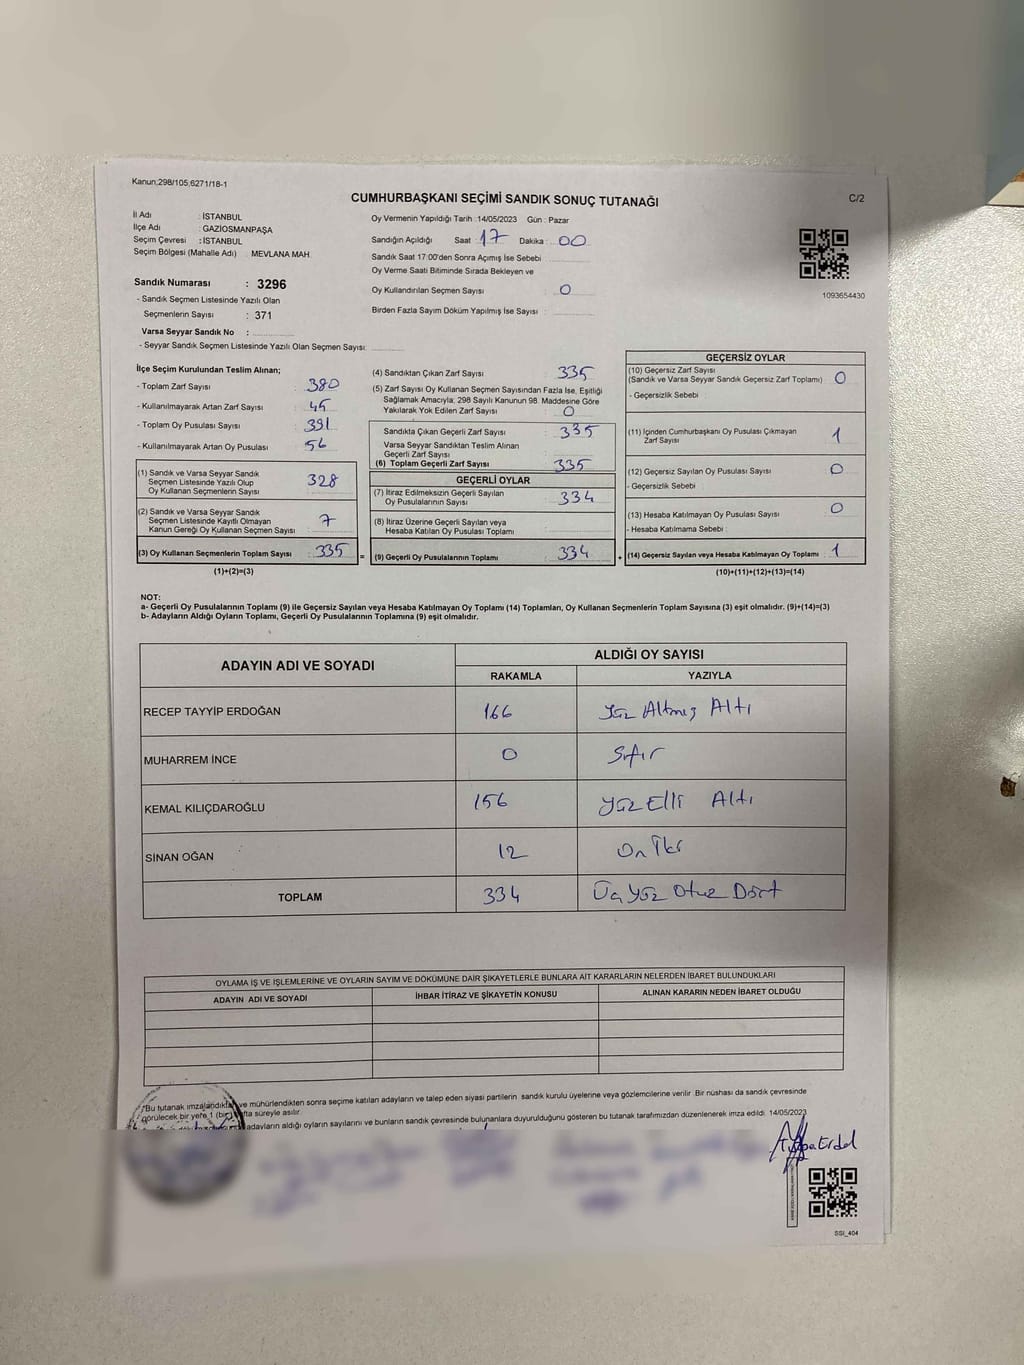 Kanun;298/105,6271/18-1
CUMHURBAŞKANI SEÇİMİ SANDIK SONUÇ TUTANAĞI
C/2
İl Adı : İSTANBUL
İlçe Adı : GAZİOSMANPAŞA
Seçim Çevresi : İSTANBUL
Seçim Bölgesi (Mahalle Adı) MEVLANA MAH.
Sandık Numarası : 3296
- Sandık Seçmen Listesinde Yazılı Olan
Seçmenlerin Sayısı : 371
Varsa Seyyar Sandık No :
- Seyyar Sandık Seçmen Listesinde Yazılı Olan Seçmen Sayısı:
Oy Vermenin Yapıldığı Tarih :14/05/2023 Gün : Pazar
Sandığın Açıldığı Saat 17 Dakika : 00
Sandık Saat 17:00'den Sonra Açımış İse Sebebi
Oy Verme Saati Bitiminde Sırada Bekleyen ve
Oy Kullandırılan Seçmen Sayısı : 0
Birden Fazla Sayım Döküm Yapılmış İse Sayısı :
1093654430
İlçe Seçim Kurulundan Teslim Alınan;
- Toplam Zarf Sayısı : 380
- Kullanılmayarak Artan Zarf Sayısı : 45
- Toplam Oy Pusulası Sayısı : 391
- Kullanılmayarak Artan Oy Pusulası : 56
(1) Sandık ve Varsa Seyyar Sandık
Seçmen Listesinde Yazılı Olup
Oy Kullanan Seçmenlerin Sayısı : 328
(2) Sandık ve Varsa Seyyar Sandık
Seçmen Listesinde Kayıtlı Olmayan
Kanun Gereği Oy Kullanan Seçmen Sayısı : 7
(3) Oy Kullanan Seçmenlerin Toplam Sayısı : 335
(1)+(2)=(3)
=
(4) Sandıktan Çıkan Zarf Sayısı : 335
(5) Zarf Sayısı Oy Kullanan Seçmen Sayısından Fazla İse, Eşitliği
Sağlamak Amacıyla; 298 Sayılı Kanunun 98. Maddesine Göre
Yakılarak Yok Edilen Zarf Sayısı : 0
Sandıkta Çıkan Geçerli Zarf Sayısı : 335
Varsa Seyyar Sandıktan Teslim Alınan
Geçerli Zarf Sayısı :
(6) Toplam Geçerli Zarf Sayısı : 335
GEÇERLİ OYLAR
(7) İtiraz Edilmeksizin Geçerli Sayılan
Oy Pusulalarının Sayısı : 334
(8) İtiraz Üzerine Geçerli Sayılan veya
Hesaba Katılan Oy Pusulası Toplamı :
(9) Geçerli Oy Pusulalarının Toplamı : 334
+
GEÇERSİZ OYLAR
(10) Geçersiz Zarf Sayısı
(Sandık ve Varsa Seyyar Sandık Geçersiz Zarf Toplamı) : 0
- Geçersizlik Sebebi :
(11) İçinden Cumhurbaşkanı Oy Pusulası Çıkmayan
Zarf Sayısı : 1
(12) Geçersiz Sayılan Oy Pusulası Sayısı : 0
- Geçersizlik Sebebi :
(13) Hesaba Katılmayan Oy Pusulası Sayısı : 0
- Hesaba Katılmama Sebebi :
(14) Geçersiz Sayılan veya Hesaba Katılmayan Oy Toplamı : 1
(10)+(11)+(12)+(13)=(14)
NOT:
a- Geçerli Oy Pusulalarının Toplamı (9) ile Geçersiz Sayılan veya Hesaba Katılmayan Oy Toplamı (14) Toplamları, Oy Kullanan Seçmenlerin Toplam Sayısına (3) eşit olmalıdır. (9)+(14)=(3)
b- Adayların Aldığı Oyların Toplamı, Geçerli Oy Pusulalarının Toplamına (9) eşit olmalıdır.
ADAYIN ADI VE SOYADI
ALDIĞI OY SAYISI
RAKAMLA YAZIYLA
RECEP TAYYİP ERDOĞAN 166 Yüz Altmış Altı
MUHARREM İNCE 0 Sıfır
KEMAL KILIÇDAROĞLU 156 Yüz Elli Altı
SİNAN OĞAN 12 On İki
TOPLAM 334 Üç Yüz Otuz Dört
OYLAMA İŞ VE İŞLEMLERİNE VE OYLARIN SAYIM VE DÖKÜMÜNE DAİR ŞİKAYETLERLE BUNLARA AİT KARARLARIN NELERDEN İBARET BULUNDUKLARI
ADAYIN ADI VE SOYADI İHBAR İTİRAZ VE ŞİKAYETİN KONUSU ALINAN KARARIN NEDEN İBARET OLDUĞU
"Bu tutanak imzalandıktan ve mühürlendikten sonra seçime katılan adayların ve talep eden siyasi partilerin sandık kurulu üyelerine ve gözlemcilerine verilir. Bir nüshası da sandık çevresinde
görülecek bir yere 1 (bir) hafta süreyle asılır.
adayların aldığı oyların sayılarını ve bunların sandık çevresinde bulunanlara duyurulduğunu gösteren bu tutanak tarafımızdan düzenlenerek imza edildi. 14/05/2023
Erdal
SSI_404